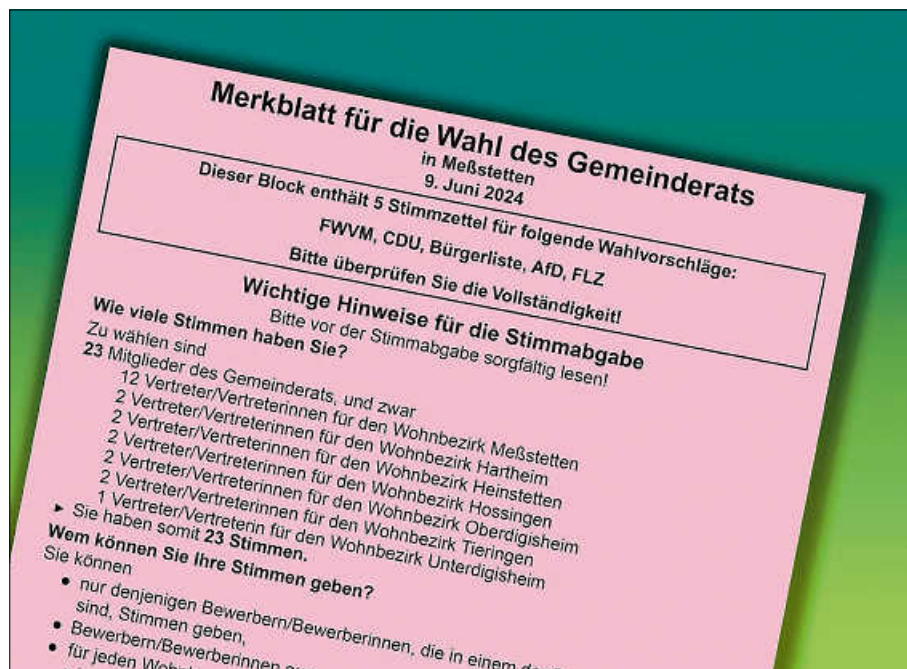 Merkblatt für die Wahl des Gemeinderats
in Meßstetten
9. Juni 2024
Dieser Block enthält 5 Stimmzettel für folgende Wahlvorschläge:
FWVM, CDU, Bürgerliste, AfD, FLZ
Bitte überprüfen Sie die Vollständigkeit!
Wichtige Hinweise für die Stimmabgabe
Bitte vor der Stimmabgabe sorgfältig lesen!
Wie viele Stimmen haben Sie?
Zu wählen sind
23 Mitglieder des Gemeinderats, und zwar
12 Vertreter/Vertreterinnen für den Wohnbezirk Meßstetten
2 Vertreter/Vertreterinnen für den Wohnbezirk Hartheim
2 Vertreter/Vertreterinnen für den Wohnbezirk Heinstetten
2 Vertreter/Vertreterinnen für den Wohnbezirk Hossingen
2 Vertreter/Vertreterinnen für den Wohnbezirk Oberdigisheim
2 Vertreter/Vertreterinnen für den Wohnbezirk Tieringen
1 Vertreter/Vertreterin für den Wohnbezirk Unterdigisheim
► Sie haben somit 23 Stimmen.
Wem können Sie Ihre Stimmen geben?
Sie können
• nur denjenigen Bewerbern/Bewerberinnen, die in einem
sind, Stimmen geben,
• Bewerbern/Bewerberinnen
• für jeden